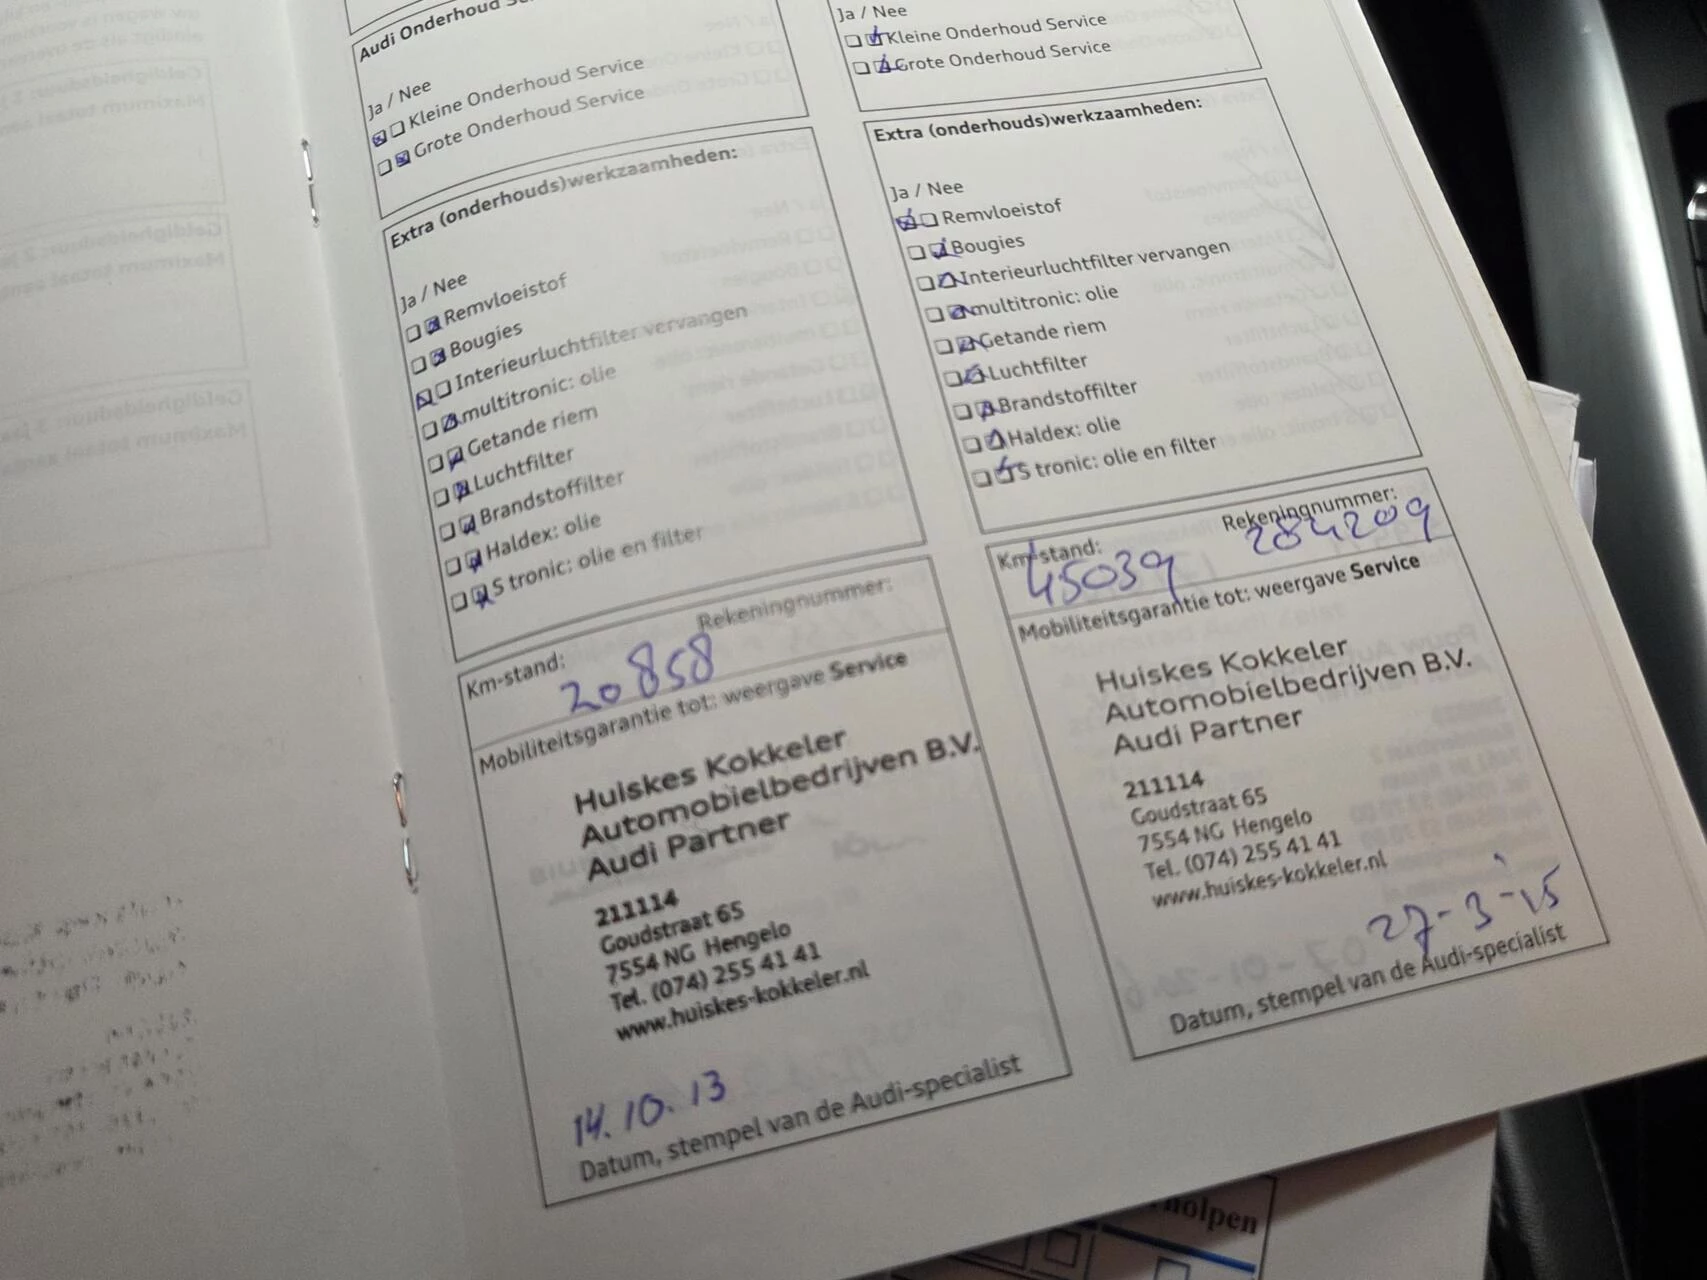 Audi Onderhoud
Ja / Nee
Kleine Onderhoud Service
Grote Onderhoud Service
Extra (onderhouds)werkzaamheden:
Ja / Nee
Remvloeistof
Bougies
Interieurluchtfilter vervangen
multitronic: olie
Getande riem
Luchtfilter
Brandstoffilter
Haldex: olie
S tronic: olie en filter
Km-stand: Rekeningnummer:
20858
Mobiliteitsgarantie tot: weergave Service
Huiskes Kokkeler
Automobielbedrijven B.V.
Audi Partner
211114
Goudstraat 65
7554 NG Hengelo
Tel. (074) 255 41 41
www.huiskes-kokkeler.nl
14.10.13
Datum, stempel van de Audi-specialist
Ja / Nee
Kleine Onderhoud Service
Grote Onderhoud Service
Extra (onderhouds)werkzaamheden:
Ja / Nee
Remvloeistof
Bougies
Interieurluchtfilter vervangen
multitronic: olie
Getande riem
Luchtfilter
Brandstoffilter
Haldex: olie
S tronic: olie en filter
Km-stand: Rekeningnummer:
45039 284209
Mobiliteitsgarantie tot: weergave Service
Huiskes Kokkeler
Automobielbedrijven B.V.
Audi Partner
211114
Goudstraat 65
7554 NG Hengelo
Tel. (074) 255 41 41
www.huiskes-kokkeler.nl
27-3-15
Datum, stempel van de Audi-specialist